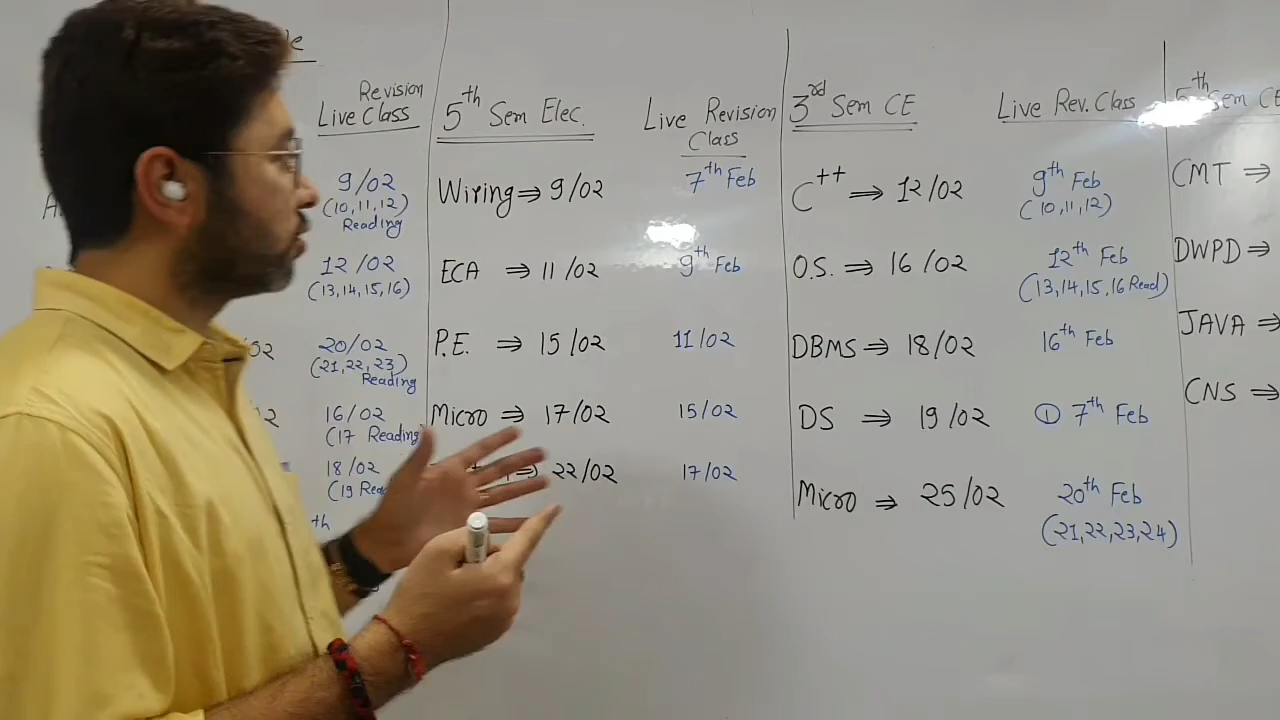 Revision
Live Class
9/02
(10,11,12)
Reading
12/02
(13,14,15,16)
20/02
(21,22,23)
Reading
16/02
(17 Reading)
18/02
(19
th
5th Sem Elec.
Live Revision
Class
Wiring ⇒ 9/02
7th Feb
ECA ⇒ 11/02
9th Feb
P.E. ⇒ 15/02
11/02
Micro ⇒ 17/02
15/02
⇒ 22/02
17/02
3rd Sem CE
Live Rev. Class
C++ ⇒ 12/02
9th Feb
(10,11,12)
O.S. ⇒ 16/02
12th Feb
(13,14,15,16 Read)
DBMS ⇒ 18/02
16th Feb
DS ⇒ 19/02
① 7th Feb
Micro ⇒ 25/02
20th Feb
(21,22,23,24)
5th Sem CE
CMT ⇒
DWPD ⇒
JAVA ⇒
CNS ⇒